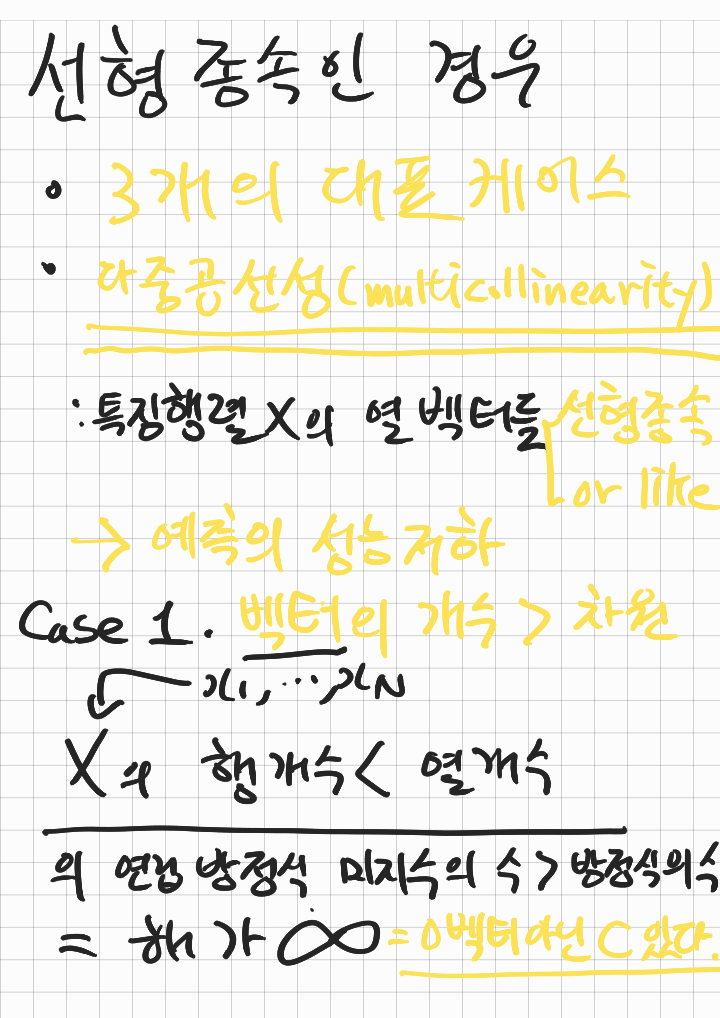 선형종속인 경우
• 3개의 대표 케이스
• 다중공선성(multicollinearity)
: 특징행렬 X의 열벡터들 선형종속
or like
→ 예측의 성능저하
Case 1. 벡터의 개수 > 차원
x₁, ⋯, xN
X의 행개수 < 열개수
의 연립방정식 미지수의 수 > 방정식의 수
= 해가 ∞ = 0벡터아닌 C 있다.